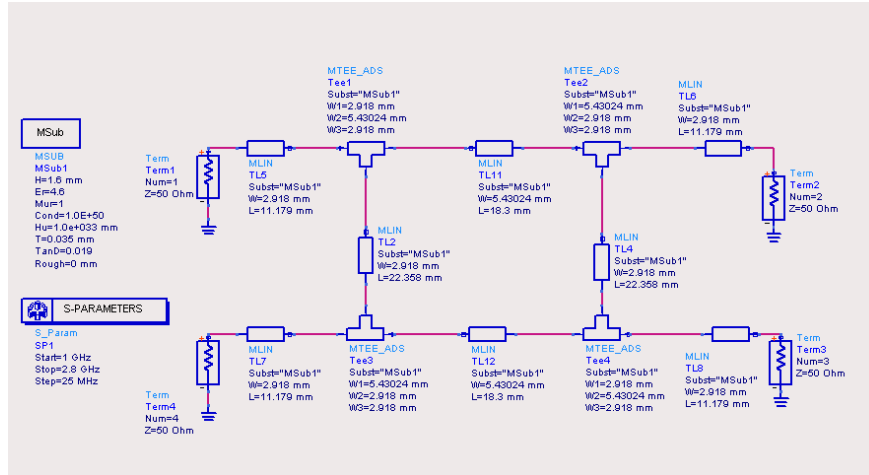 MSub
MSUB
MSub1
H=1.6 mm
Er=4.6
Mur=1
Cond=1.0E+50
Hu=1.0e+033 mm
T=0.035 mm
TanD=0.019
Rough=0 mm
S-PARAMETERS
S_Param
SP1
Start=1 GHz
Stop=2.8 GHz
Step=25 MHz
Term
Term1
Num=1
Z=50 Ohm
MLIN
TL5
Subst="MSub1"
W=2.918 mm
L=11.179 mm
MTEE_ADS
Tee1
Subst="MSub1"
W1=2.918 mm
W2=5.43024 mm
W3=2.918 mm
MLIN
TL11
Subst="MSub1"
W=5.43024 mm
L=18.3 mm
MTEE_ADS
Tee2
Subst="MSub1"
W1=5.43024 mm
W2=2.918 mm
W3=2.918 mm
MLIN
TL6
Subst="MSub1"
W=2.918 mm
L=11.179 mm
Term
Term2
Num=2
Z=50 Ohm
MLIN
TL2
Subst="MSub1"
W=2.918 mm
L=22.358 mm
MLIN
TL4
Subst="MSub1"
W=2.918 mm
L=22.358 mm
Term
Term4
Num=4
Z=50 Ohm
MLIN
TL7
Subst="MSub1"
W=2.918 mm
L=11.179 mm
MTEE_ADS
Tee3
Subst="MSub1"
W1=5.43024 mm
W2=2.918 mm
W3=2.918 mm
MLIN
TL12
Subst="MSub1"
W=5.43024 mm
L=18.3 mm
MTEE_ADS
Tee4
Subst="MSub1"
W1=2.918 mm
W2=5.43024 mm
W3=2.918 mm
MLIN
TL8
Subst="MSub1"
W=2.918 mm
L=11.179 mm
Term
Term3
Num=3
Z=50 Ohm